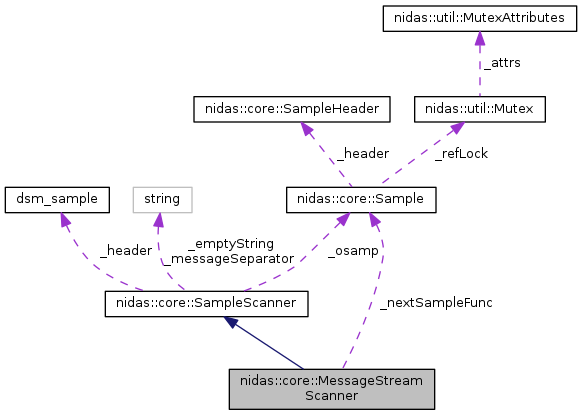 nidas::util::MutexAttributes
_attrs
nidas::core::SampleHeader
nidas::util::Mutex
_header
_refLock
dsm_sample
string
nidas::core::Sample
_header
_emptyString
_messageSeparator
_osamp
nidas::core::SampleScanner
_nextSampleFunc
nidas::core::MessageStream
Scanner